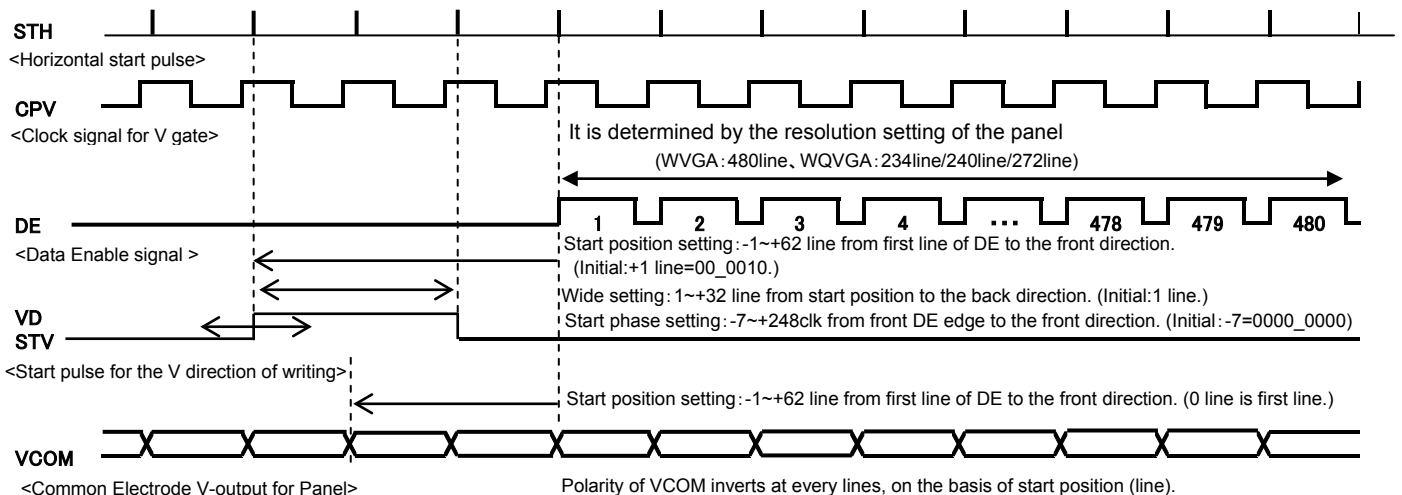 STH
<Horizontal start pulse>
CPV
<Clock signal for V gate>
It is determined by the resolution setting of the panel
(WVGA：480line、WQVGA：234line/240line/272line)
DE
1 2 3 4 ... 478 479 480
<Data Enable signal >
Start position setting：-1~+62 line from first line of DE to the front direction.
(Initial:+1 line=00_0010.)
Wide setting：1~+32 line from start position to the back direction. (Initial:1 line.)
VD
Start phase setting：-7~+248clk from front DE edge to the front direction. (Initial：-7=0000_0000)
STV
<Start pulse for the V direction of writing>
Start position setting：-1~+62 line from first line of DE to the front direction. (0 line is first line.)
VCOM
<Common Electrode V-output for Panel>
Polarity of VCOM inverts at every lines, on the basis of start position (line).